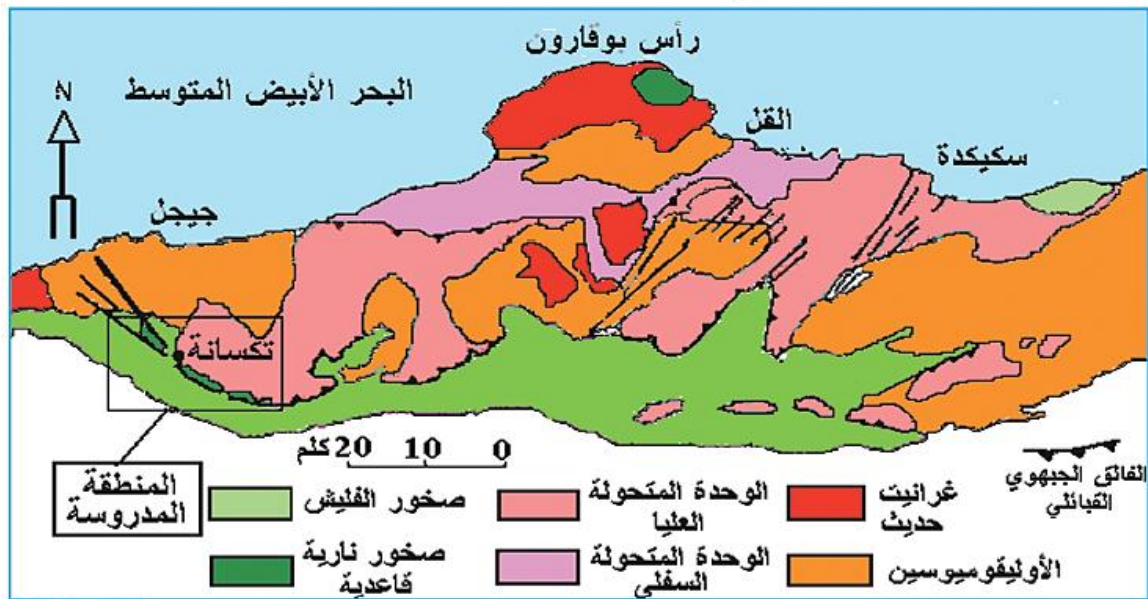 رأس بوقارون
البحر الأبيض المتوسط
N
القل
سكيكدة
جيجل
تكسانة
كلم 20 10 0
المنطقة
المدروسة
صخور الفليش
الوحدة المتحولة
العليا
غرانيت
حديث
الفالق الجبهوي
القبائلي
صخور نارية
قاعدية
الوحدة المتحولة
السفلى
الأوليقوميوسين